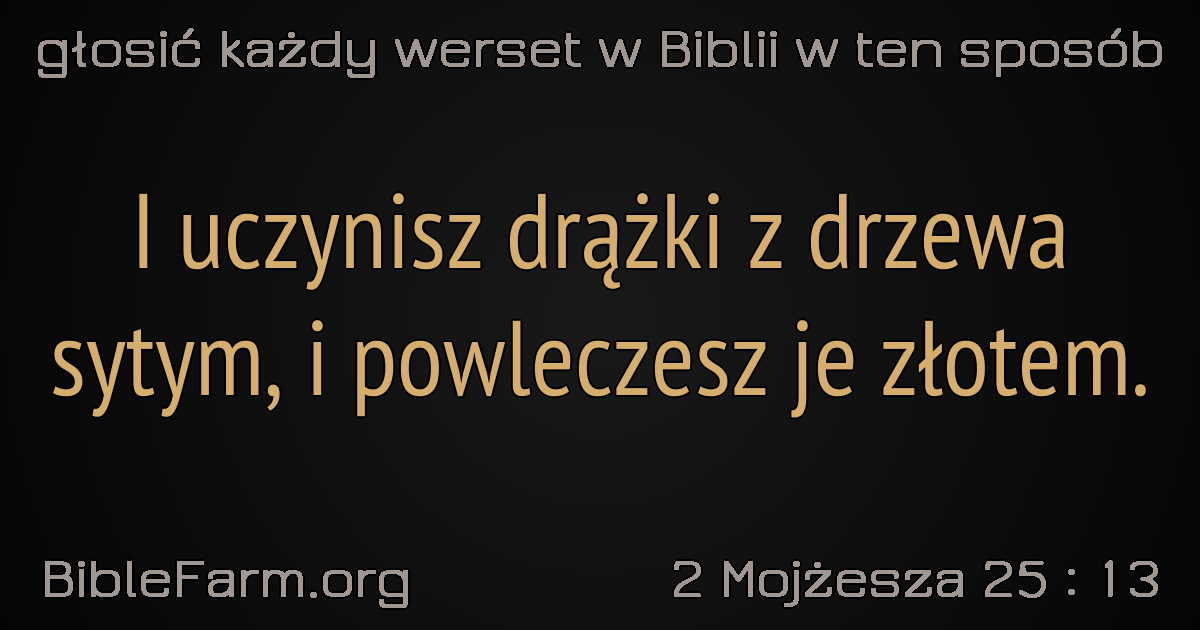 głosić każdy werset w Biblii w ten sposób
I uczynisz drążki z drzewa
sytym, i powleczesz je złotem.
BibleFarm.org
2 Mojżesza 25 : 13